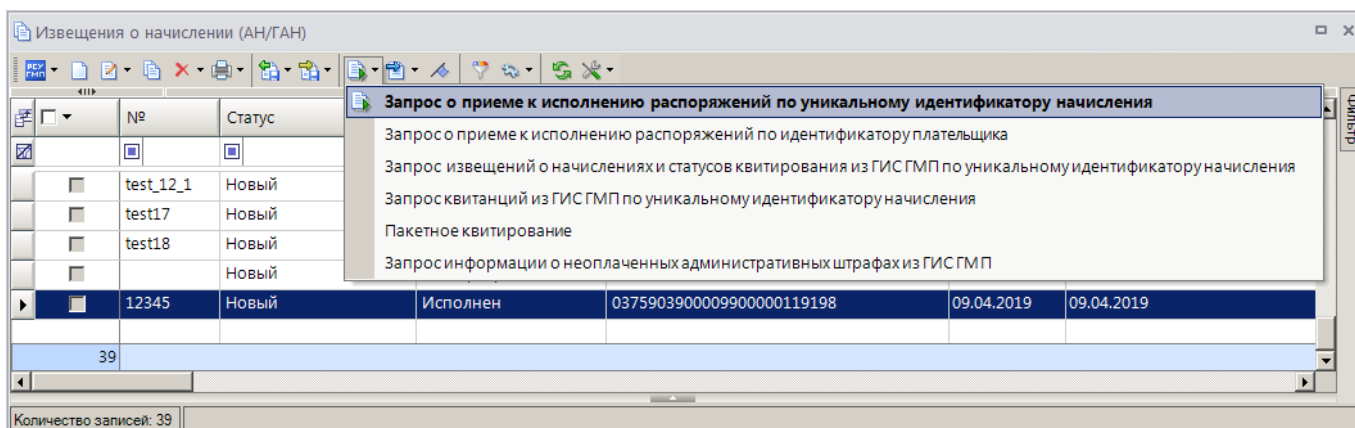 Извещения о начислении (АН/ГАН)
РСУ ГМП
Запрос о приеме к исполнению распоряжений по уникальному идентификатору начисления
№ Статус
Запрос о приеме к исполнению распоряжений по идентификатору плательщика
Запрос извещений о начислениях и статусов квитирования из ГИС ГМП по уникальному идентификатору начисления
test_12_1 Новый
Запрос квитанций из ГИС ГМП по уникальному идентификатору начисления
test17 Новый
Пакетное квитирование
test18 Новый
Запрос информации о неоплаченных административных штрафах из ГИС ГМП
Новый
12345 Новый Исполнен 0375903900009900000119198 09.04.2019 09.04.2019
39
Количество записей: 39
Фильтр